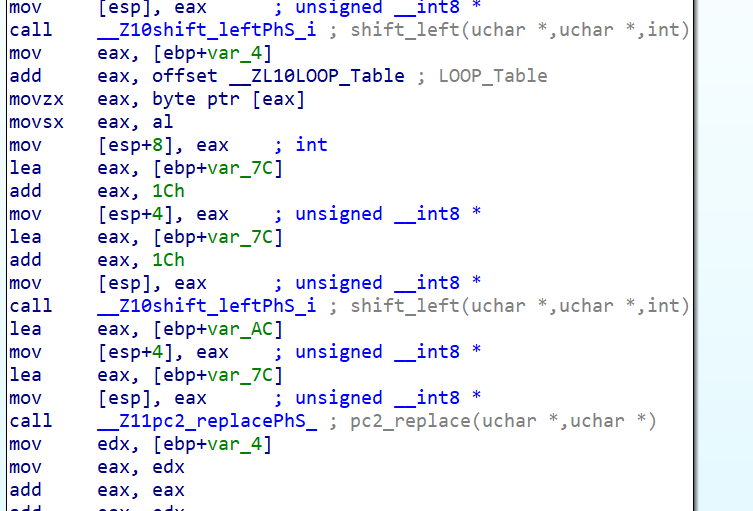 mov     [esp], eax      ; unsigned __int8 *
call    __Z10shift_leftPhS_i ; shift_left(uchar *,uchar *,int)
mov     eax, [ebp+var_4]
add     eax, offset __ZL10LOOP_Table ; LOOP_Table
movzx   eax, byte ptr [eax]
movsx   eax, al
mov     [esp+8], eax    ; int
lea     eax, [ebp+var_7C]
add     eax, 1Ch
mov     [esp+4], eax    ; unsigned __int8 *
lea     eax, [ebp+var_7C]
add     eax, 1Ch
mov     [esp], eax      ; unsigned __int8 *
call    __Z10shift_leftPhS_i ; shift_left(uchar *,uchar *,int)
lea     eax, [ebp+var_AC]
mov     [esp+4], eax    ; unsigned __int8 *
lea     eax, [ebp+var_7C]
mov     [esp], eax      ; unsigned __int8 *
call    __Z11pc2_replacePhS_ ; pc2_replace(uchar *,uchar *)
mov     edx, [ebp+var_4]
mov     eax, edx
add     eax, eax
add     eax, edx